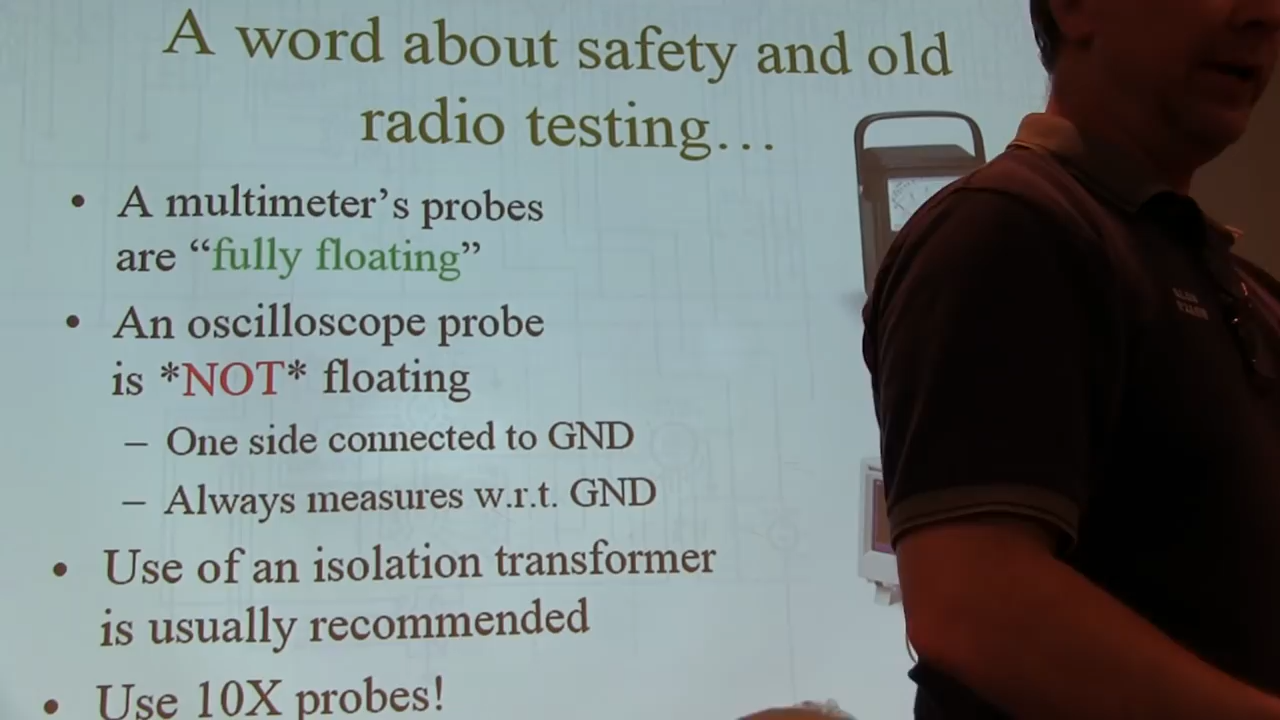 A word about safety and old
radio testing…
• A multimeter’s probes
are “fully floating”
• An oscilloscope probe
is *NOT* floating
– One side connected to GND
– Always measures w.r.t. GND
• Use of an isolation transformer
is usually recommended
• Use 10X probes!